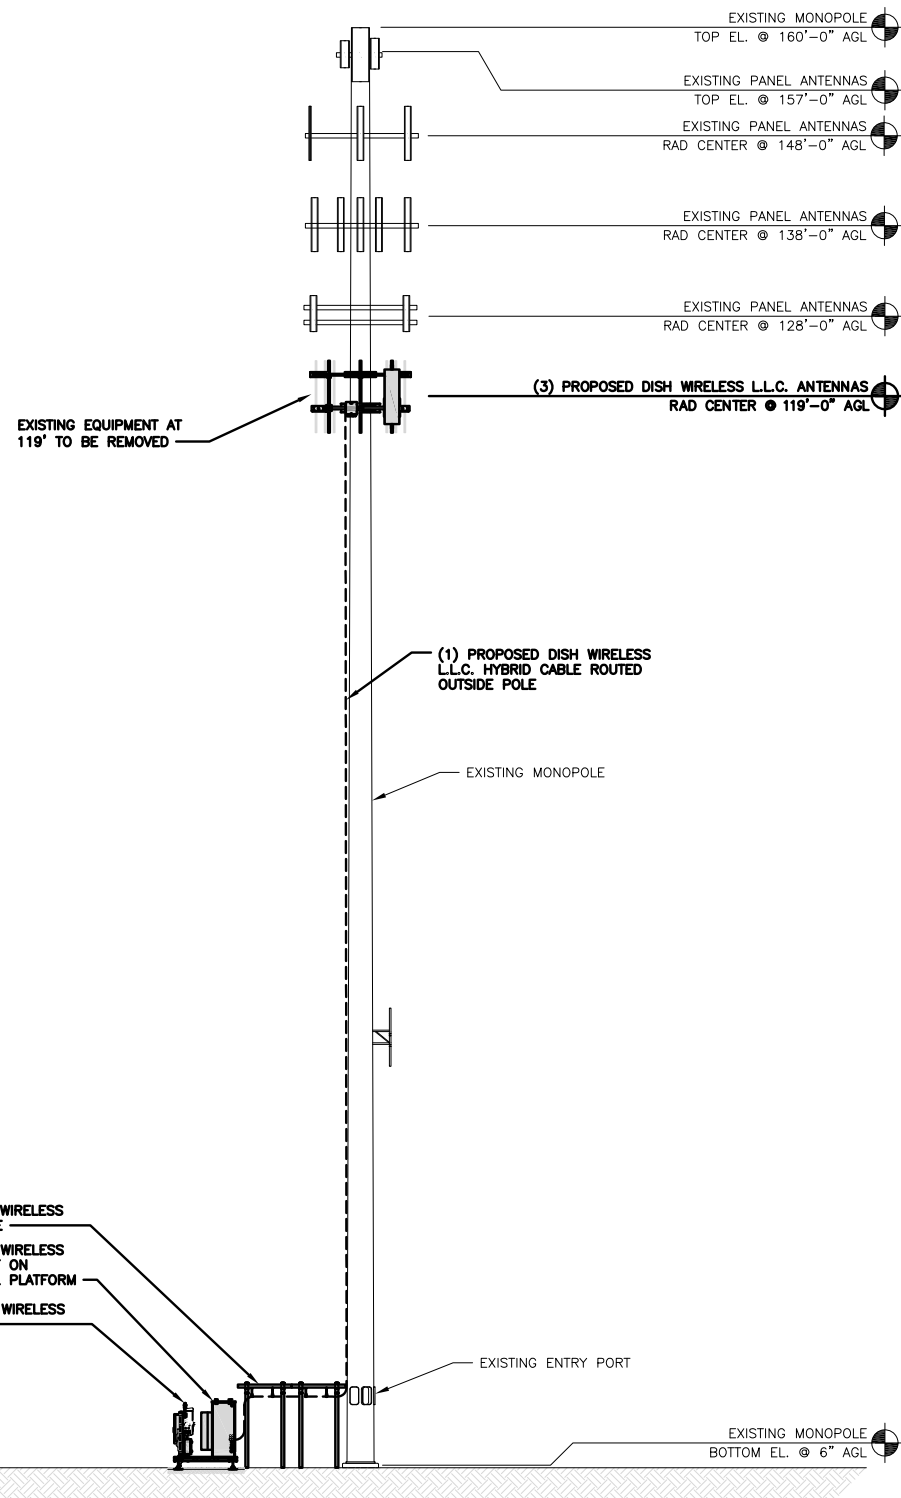 EXISTING MONOPOLE
TOP EL. @ 160'-0" AGL
EXISTING PANEL ANTENNAS
TOP EL. @ 157'-0" AGL
EXISTING PANEL ANTENNAS
RAD CENTER @ 148'-0" AGL
EXISTING PANEL ANTENNAS
RAD CENTER @ 138'-0" AGL
EXISTING PANEL ANTENNAS
RAD CENTER @ 128'-0" AGL
(3) PROPOSED DISH WIRELESS L.L.C. ANTENNAS
RAD CENTER @ 119'-0" AGL
EXISTING EQUIPMENT AT
119' TO BE REMOVED
(1) PROPOSED DISH WIRELESS
L.L.C. HYBRID CABLE ROUTED
OUTSIDE POLE
EXISTING MONOPOLE
WIRELESS
WIRELESS
ON
PLATFORM
WIRELESS
EXISTING ENTRY PORT
EXISTING MONOPOLE
BOTTOM EL. @ 6" AGL